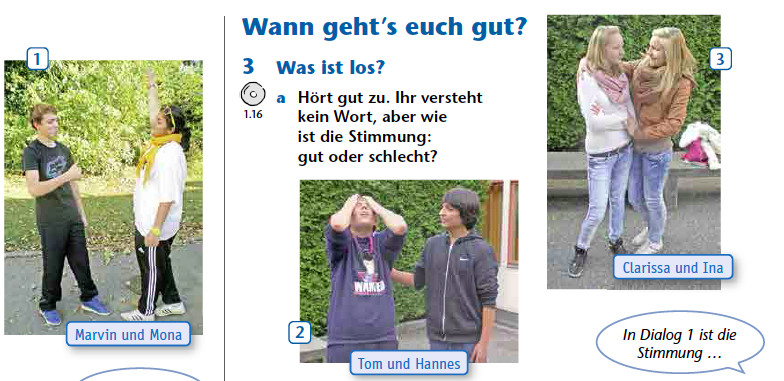 1
Marvin und Mona
Wann geht's euch gut?
3 Was ist los?
1.16
a Hört gut zu. Ihr versteht
kein Wort, aber wie
ist die Stimmung:
gut oder schlecht?
2
WAKE
Tom und Hannes
3
Clarissa und Ina
In Dialog 1 ist die
Stimmung ...